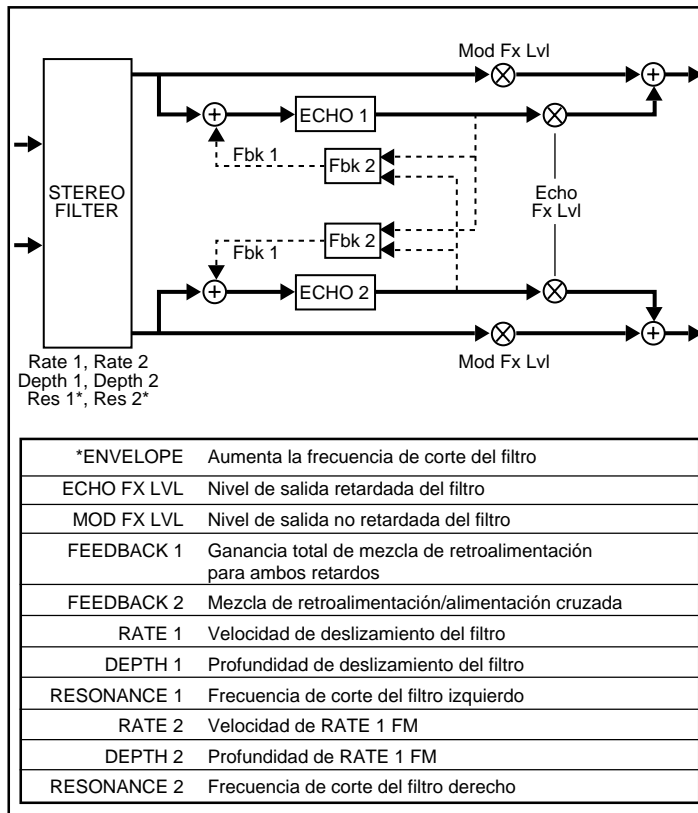 Mod Fx Lvl
ECHO 1
Fbk 1
Fbk 2
STEREO
FILTER
Echo
Fx Lvl
Fbk 2
Fbk 1
ECHO 2
Rate 1, Rate 2
Depth 1, Depth 2
Res 1*, Res 2*
Mod Fx Lvl
*ENVELOPE Aumenta la frecuencia de corte del filtro
ECHO FX LVL Nivel de salida retardada del filtro
MOD FX LVL Nivel de salida no retardada del filtro
FEEDBACK 1 Ganancia total de mezcla de retroalimentación
para ambos retardos
FEEDBACK 2 Mezcla de retroalimentación/alimentación cruzada
RATE 1 Velocidad de deslizamiento del filtro
DEPTH 1 Profundidad de deslizamiento del filtro
RESONANCE 1 Frecuencia de corte del filtro izquierdo
RATE 2 Velocidad de RATE 1 FM
DEPTH 2 Profundidad de RATE 1 FM
RESONANCE 2 Frecuencia de corte del filtro derecho